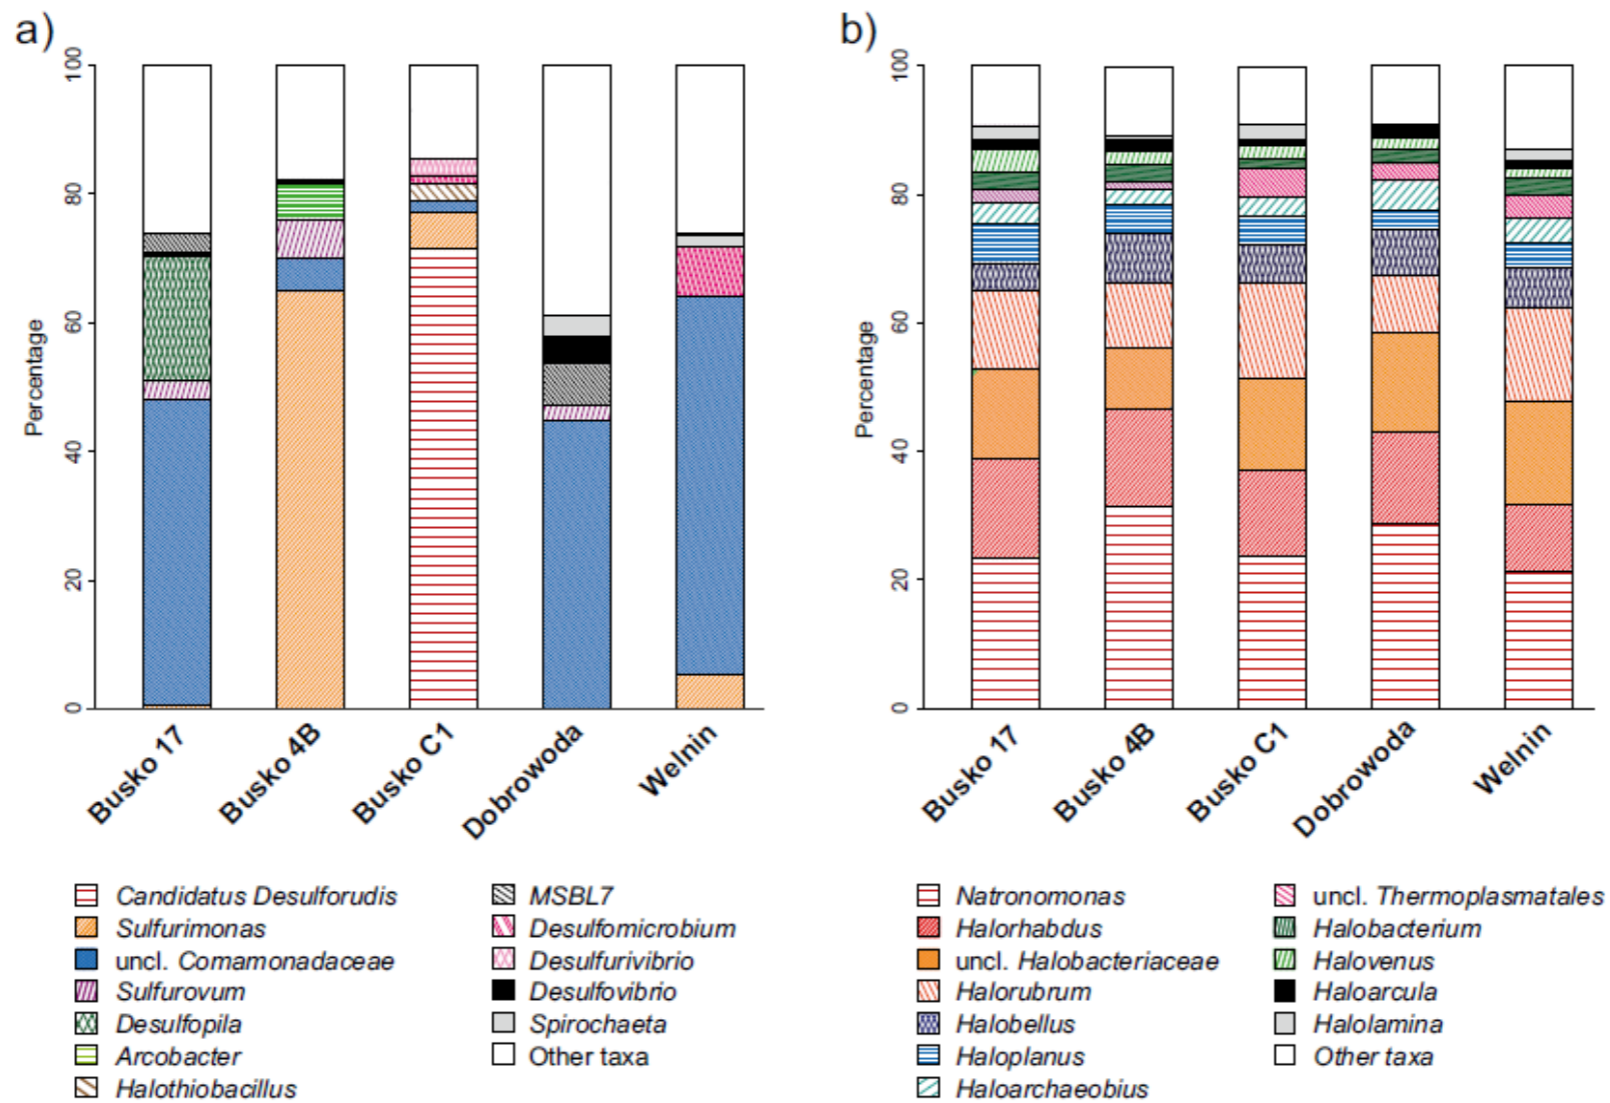 a)
100
80
60
40
20
0
Percentage
Busko 17
Busko 4B
Busko C1
Dobrowoda
Welnin
Candidatus Desulforudis
Sulfurimonas
uncl. Comamonadaceae
Sulfurovum
Desulfopila
Arcobacter
Halothiobacillus
MSBL7
Desulfomicrobium
Desulfurivibrio
Desulfovibrio
Spirochaeta
Other taxa
b)
100
80
60
40
20
0
Percentage
Busko 17
Busko 4B
Busko C1
Dobrowoda
Welnin
Natronomonas
Halorhabdus
uncl. Halobacteriaceae
Halorubrum
Halobellus
Haloplanus
Haloarchaeobius
uncl. Thermoplasmatales
Halobacterium
Halovenus
Haloarcula
Halolamina
Other taxa